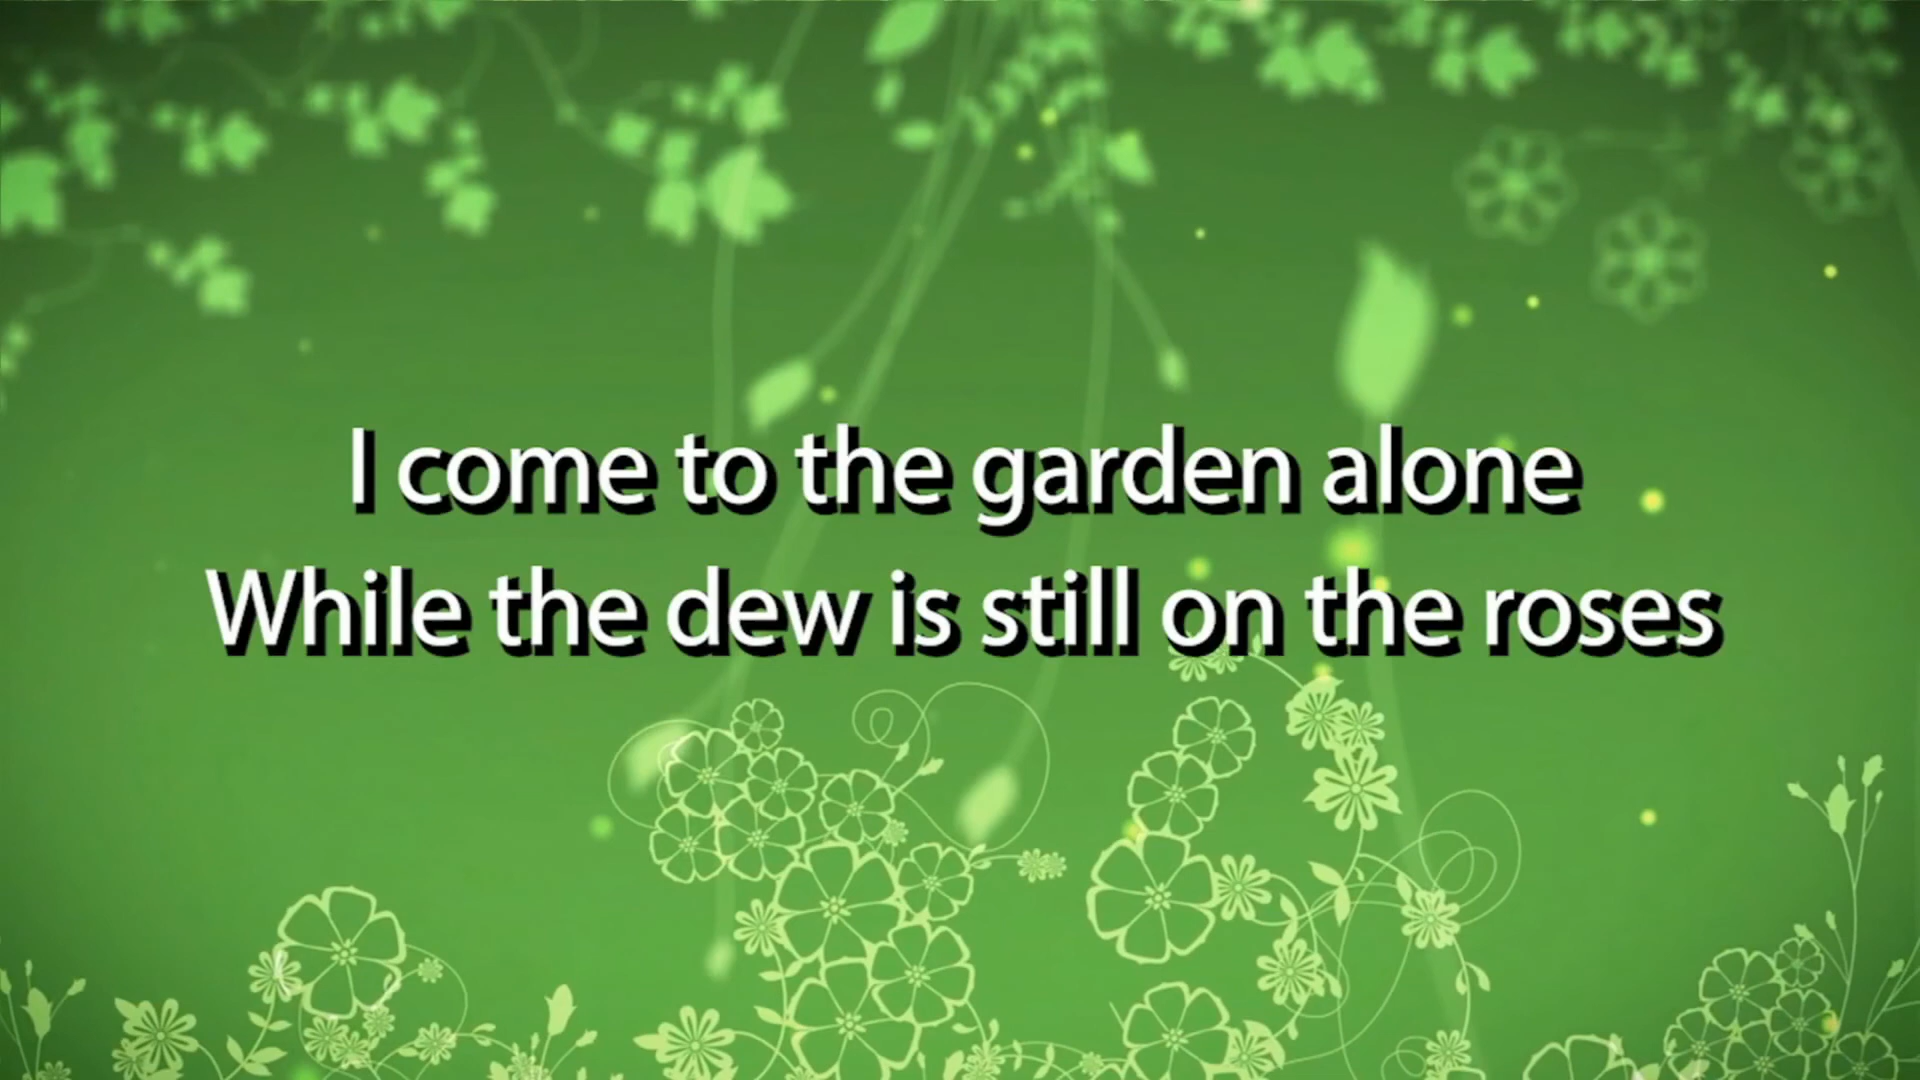 I come to the garden alone
While the dew is still on the roses